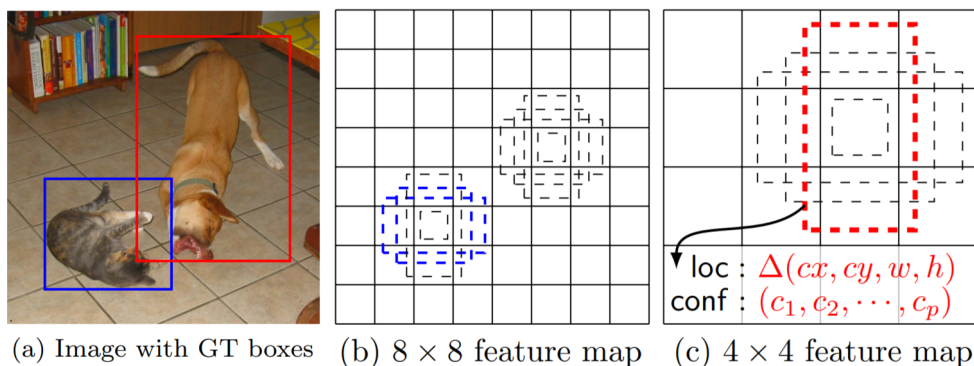 loc : Δ(cx, cy, w, h)
conf : (c₁, c₂, ⋯, cₚ)
(a) Image with GT boxes
(b) 8 × 8 feature map
(c) 4 × 4 feature map